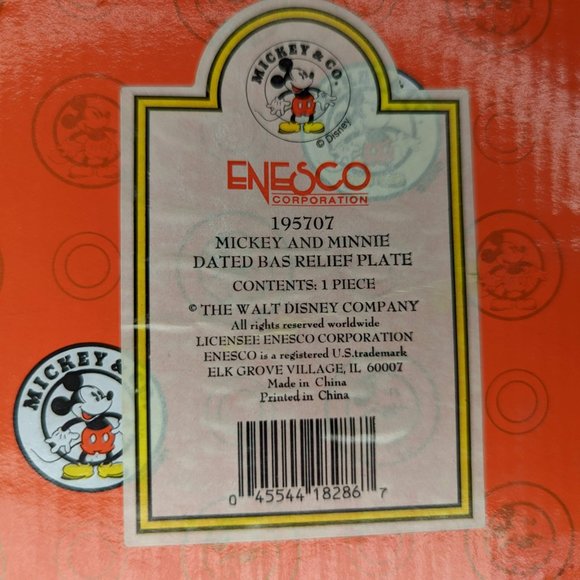 MICKEY & CO.
© Disney
ENESCO
CORPORATION
195707
MICKEY AND MINNIE
DATED BAS RELIEF PLATE
CONTENTS: 1 PIECE
© THE WALT DISNEY COMPANY
All rights reserved worldwide
LICENSEE ENESCO CORPORATION
ENESCO is a registered U.S.trademark
ELK GROVE VILLAGE, IL 60007
Made in China
Printed in China
0 45544 18286 7
MICKEY & CO.